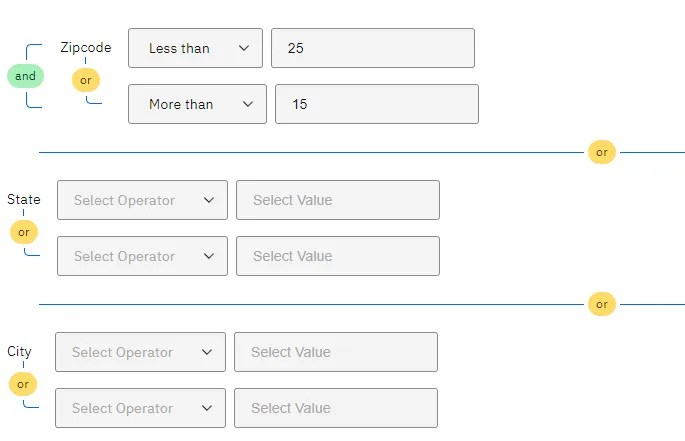 Zipcode Less than 25
and or
More than 15
or
State Select Operator Select Value
or
Select Operator Select Value
or
City Select Operator Select Value
or
Select Operator Select Value